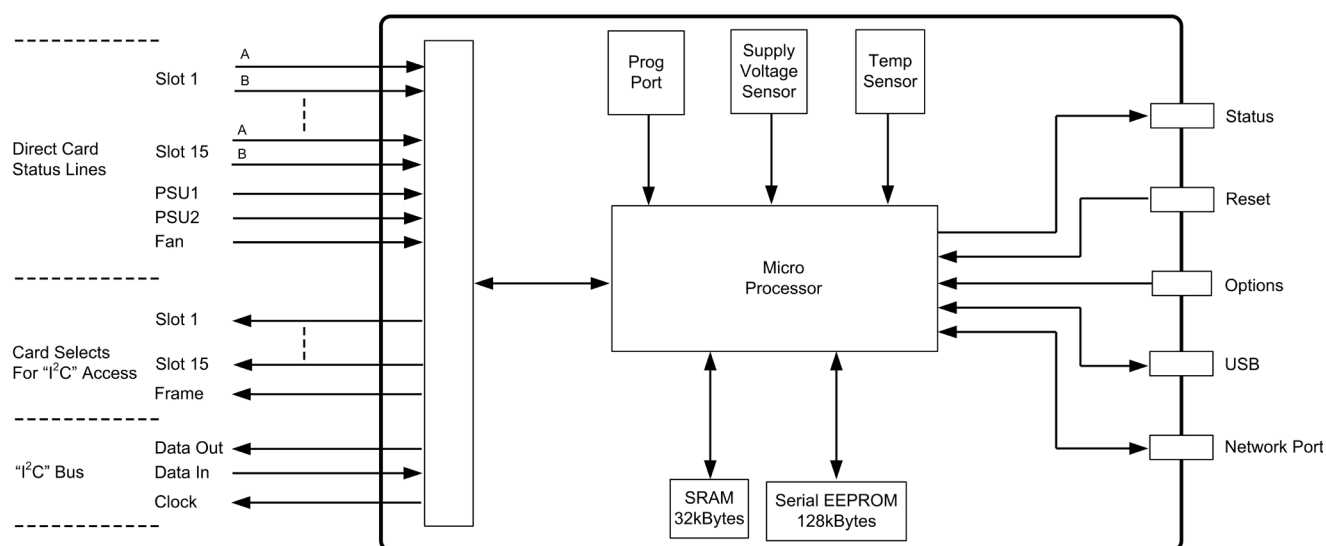 Direct Card
Status Lines
Slot 1
A
B
Slot 15
A
B
PSU1
PSU2
Fan
Card Selects
For “I²C” Access
Slot 1
Slot 15
Frame
“I²C” Bus
Data Out
Data In
Clock
Prog
Port
Supply
Voltage
Sensor
Temp
Sensor
Micro
Processor
SRAM
32kBytes
Serial EEPROM
128kBytes
Status
Reset
Options
USB
Network Port